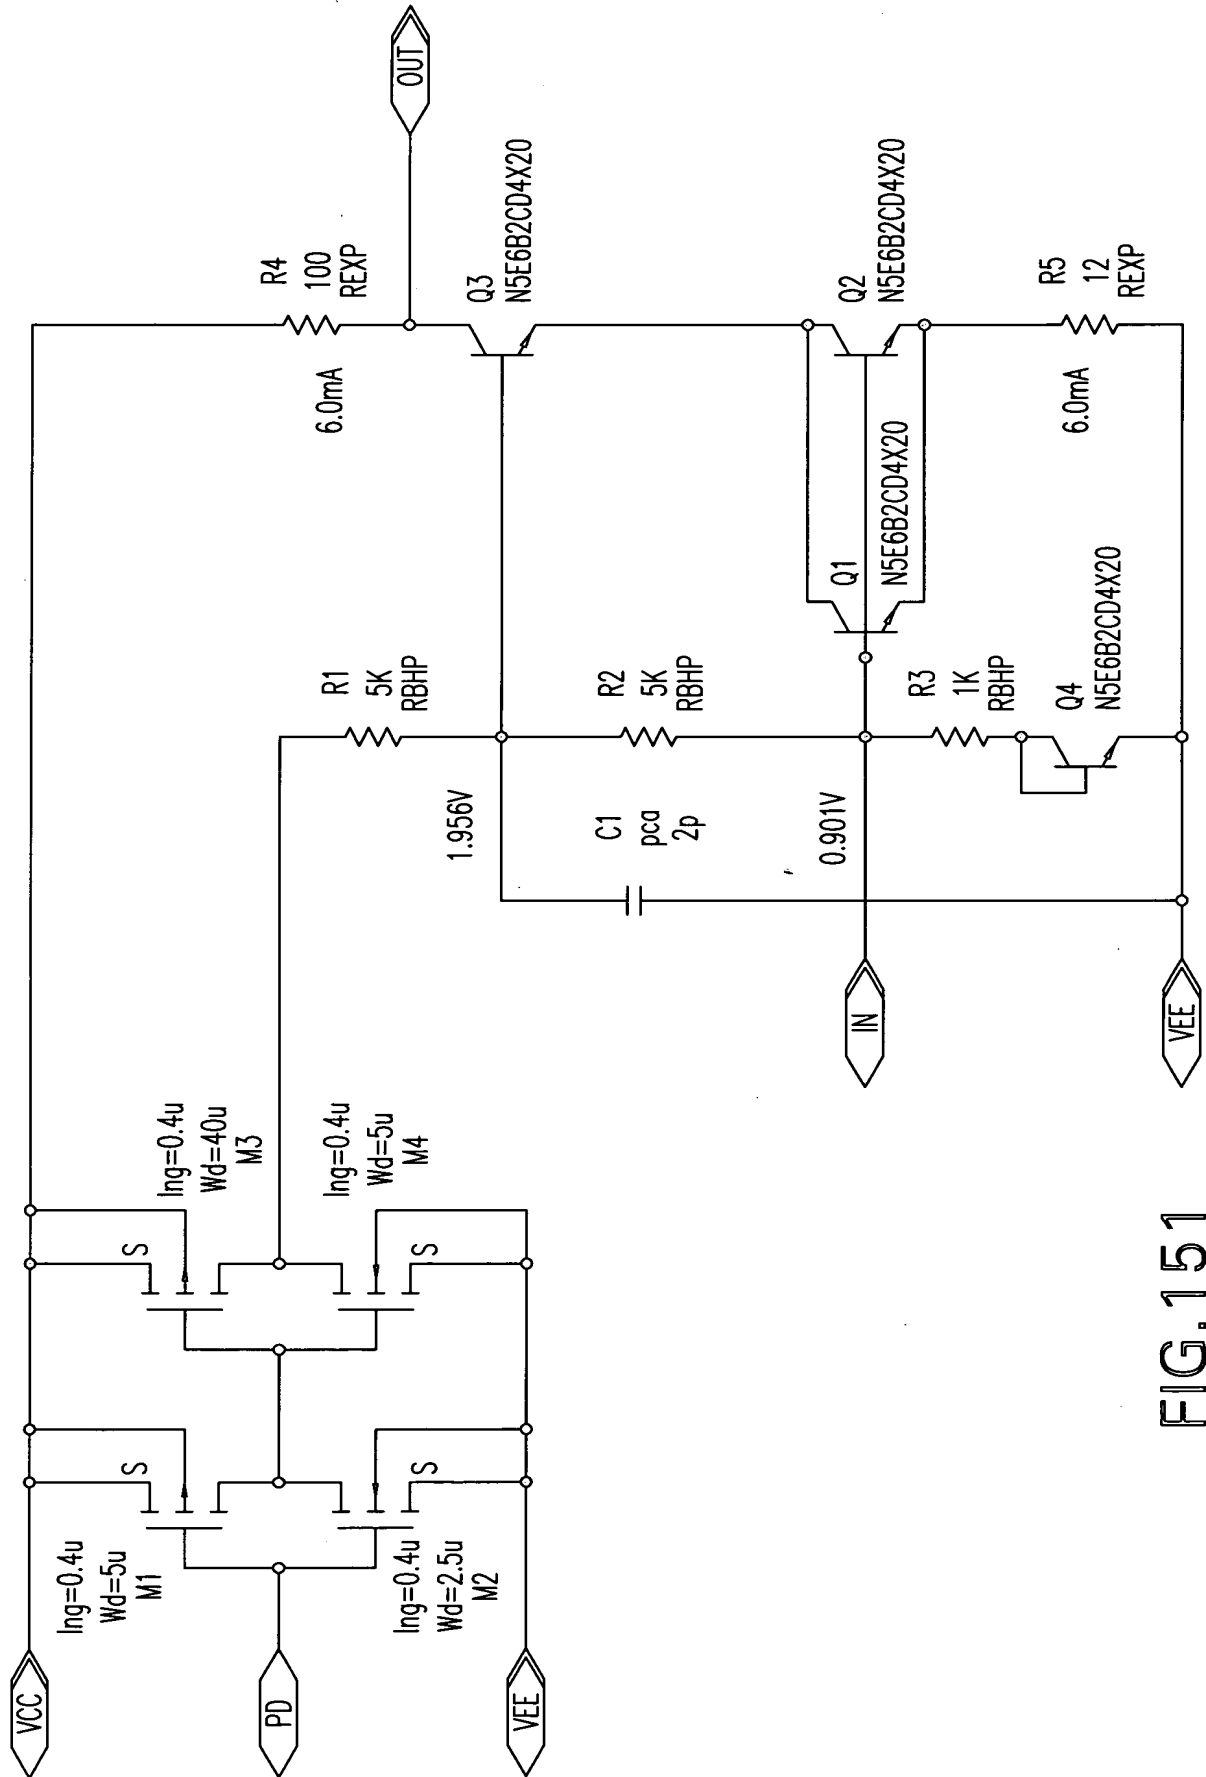 VCC
PD
VEE
lng=0.4u
Wd=5u
M1
lng=0.4u
Wd=2.5u
M2
S
S
lng=0.4u
Wd=40u
M3
lng=0.4u
Wd=5u
M4
S
S
IN
VEE
1.956V
C1
pca
2p
0.901V
R1
5K
RBHP
R2
5K
RBHP
R3
1K
RBHP
Q4
N5E6B2CD4X20
Q1
N5E6B2CD4X20
6.0mA
6.0mA
R4
100
REXP
Q3
N5E6B2CD4X20
Q2
N5E6B2CD4X20
R5
12
REXP
OUT
FIG.151